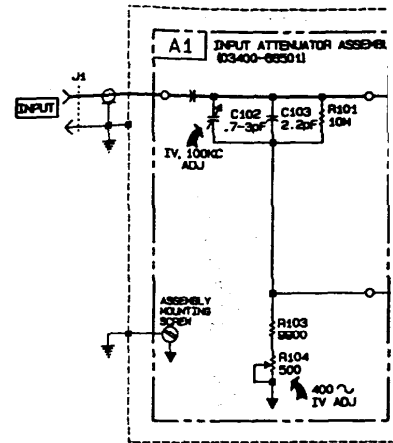 A1
INPUT ATTENUATOR ASSEMBL
(03400-66501)
J1
INPUT
C102
.7-3pF
C103
2.2pF
R101
10M
1V, 100KC
ADJ
ASSEMBLY
MOUNTING
SCREW
R103
9900
R104
500
400 ~
1V ADJ